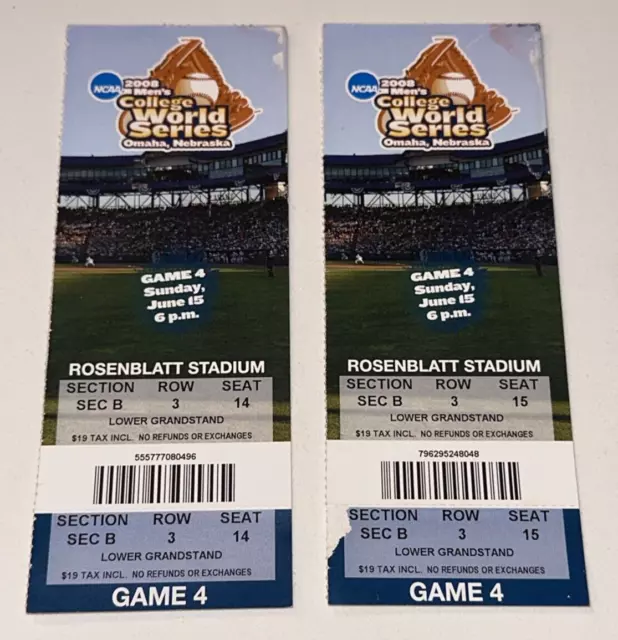 NCAA
2008
Men's
College
World
Series
Omaha, Nebraska
GAME 4
Sunday,
June 15
6 p.m.
ROSENBLATT STADIUM
SECTION ROW SEAT
SEC B 3 14
LOWER GRANDSTAND
$19 TAX INCL. NO REFUNDS OR EXCHANGES
555777080496
SECTION ROW SEAT
SEC B 3 14
LOWER GRANDSTAND
$19 TAX INCL. NO REFUNDS OR EXCHANGES
GAME 4
NCAA
2008
Men's
College
World
Series
Omaha, Nebraska
GAME 4
Sunday,
June 15
6 p.m.
ROSENBLATT STADIUM
SECTION ROW SEAT
SEC B 3 15
LOWER GRANDSTAND
$19 TAX INCL. NO REFUNDS OR EXCHANGES
796295248048
SECTION ROW SEAT
SEC B 3 15
LOWER GRANDSTAND
$19 TAX INCL. NO REFUNDS OR EXCHANGES
GAME 4